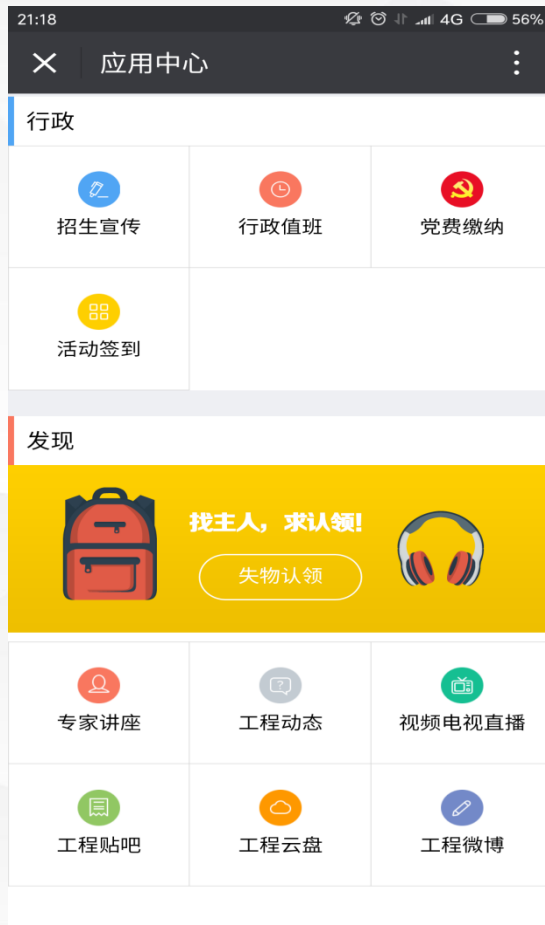 21:18 4G 56%
应用中心
行政
招生宣传 行政值班 党费缴纳
活动签到
发现
找主人，求认领!
失物认领
专家讲座 工程动态 视频电视直播
工程贴吧 工程云盘 工程微博